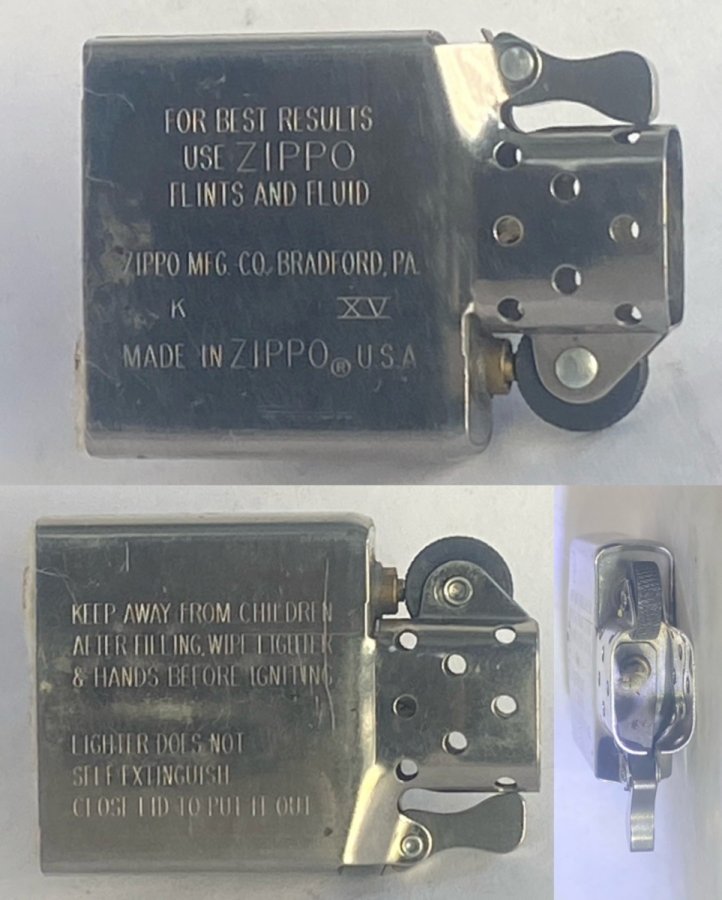 FOR BEST RESULTS
USE ZIPPO
FLINTS AND FLUID
ZIPPO MFG. CO. BRADFORD, PA.
K XV
MADE IN ZIPPO® U.S.A
KEEP AWAY FROM CHILDREN
AFTER FILLING, WIPE LIGHTER
& HANDS BEFORE IGNITING
LIGHTER DOES NOT
SELF EXTINGUISH
CLOSE LID TO PUT IT OUT